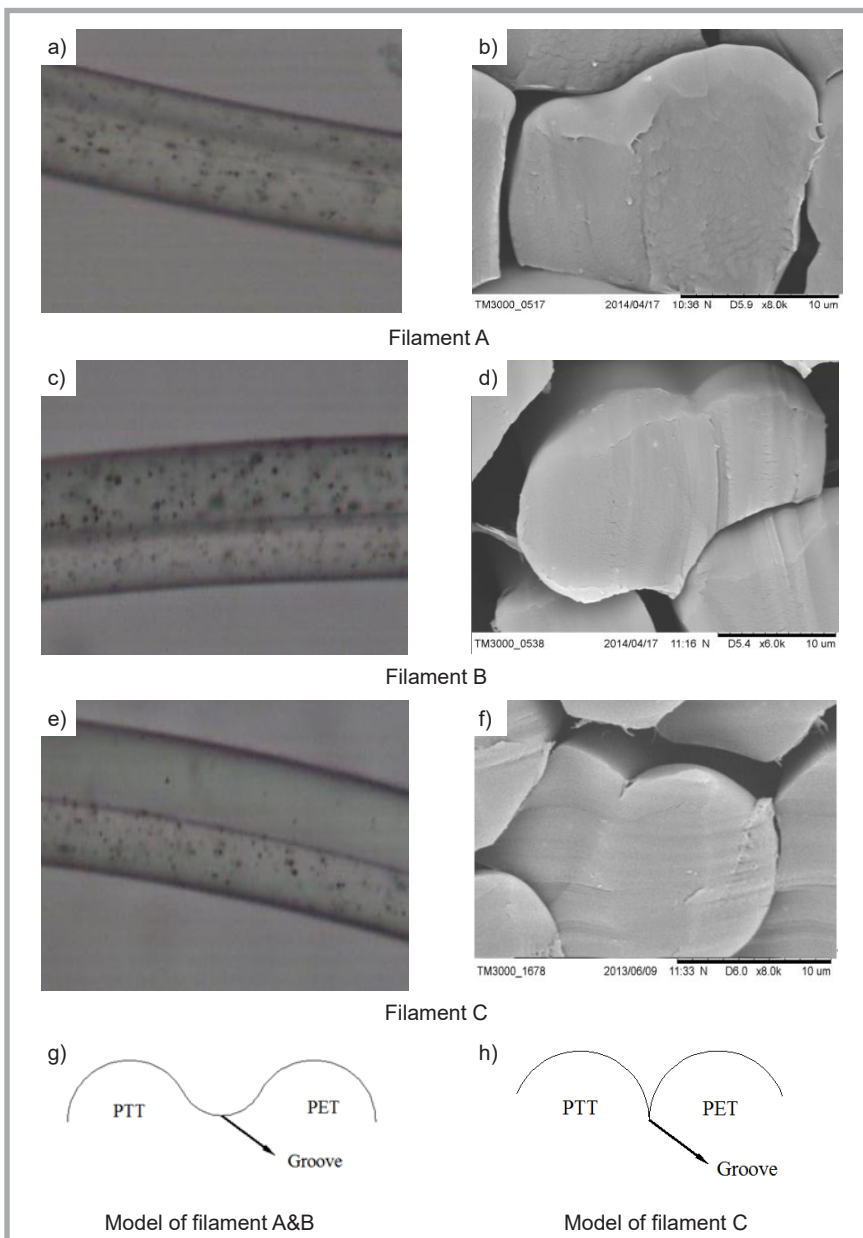 a)
b)
TM3000_0517 2014/04/17 10:36 N D5.9 x8.0k 10 um
Filament A
c)
d)
TM3000_0538 2014/04/17 11:16 N D5.4 x6.0k 10 um
Filament B
e)
f)
TM3000_1678 2013/06/09 11:33 N D6.0 x8.0k 10 um
Filament C
g)
h)
PTT PET
PTT PET
Groove
Groove
Model of filament A&B
Model of filament C